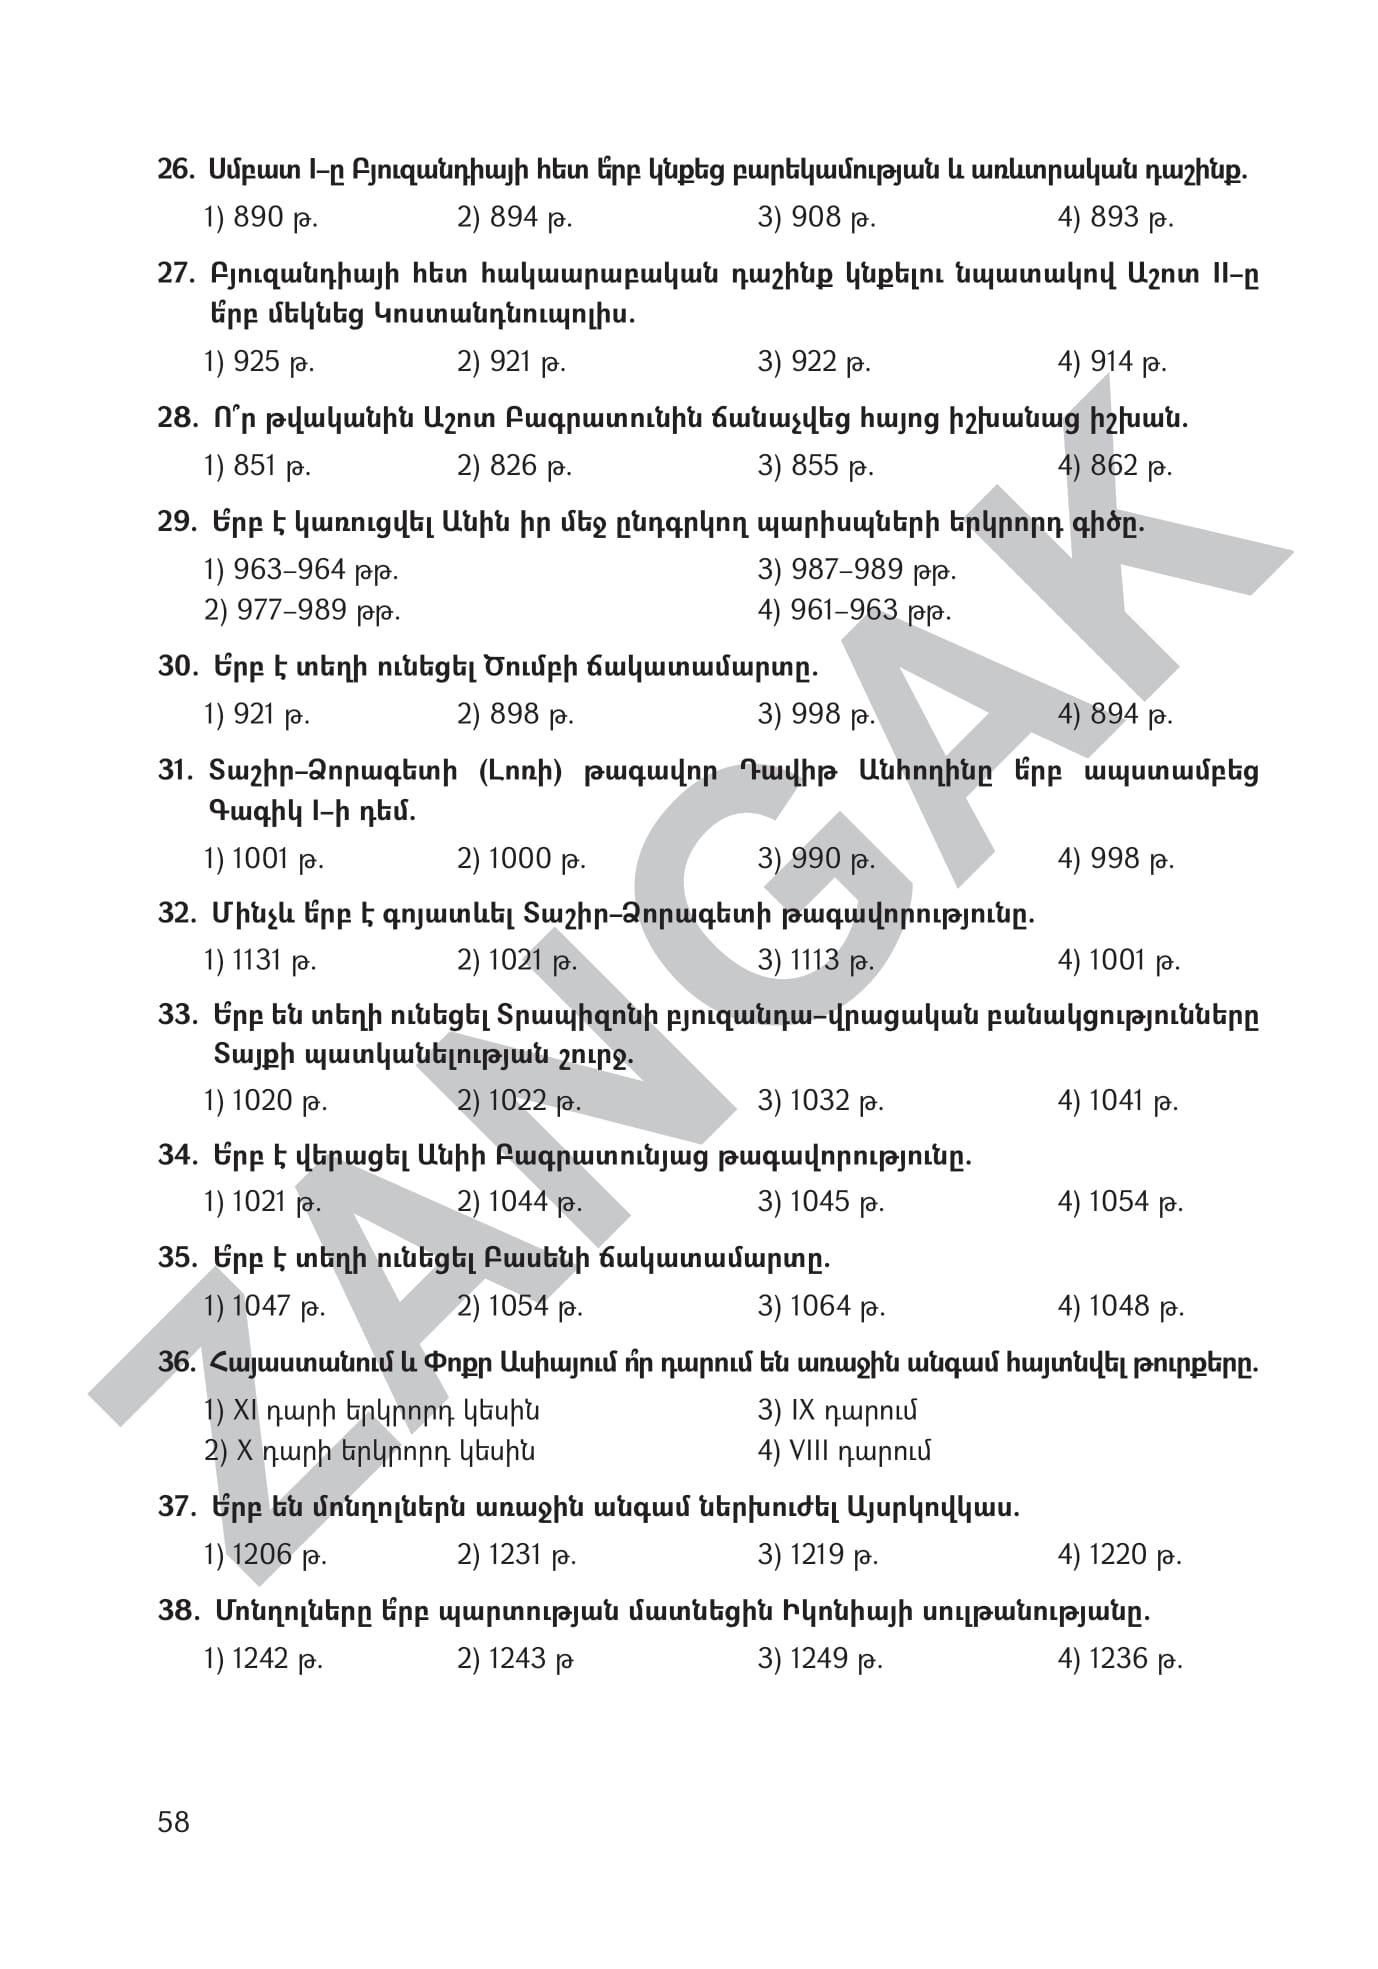 26. Սմբատ I–ը Բյուզանդիայի հետ ե՞րբ կնքեց բարեկամության և առևտրական դաշինք.
1) 890 թ. 2) 894 թ. 3) 908 թ. 4) 893 թ.
27. Բյուզանդիայի հետ հակաարաբական դաշինք կնքելու նպատակով Աշոտ II–ը
ե՞րբ մեկնեց Կոստանդնուպոլիս.
1) 925 թ. 2) 921 թ. 3) 922 թ. 4) 914 թ.
28. Ո՞ր թվականին Աշոտ Բագրատունին ճանաչվեց հայոց իշխանաց իշխան.
1) 851 թ. 2) 826 թ. 3) 855 թ. 4) 862 թ.
29. Ե՞րբ է կառուցվել Անին իր մեջ ընդգրկող պարիսպների երկրորդ գիծը.
1) 963–964 թթ. 3) 987–989 թթ.
2) 977–989 թթ. 4) 961–963 թթ.
30. Ե՞րբ է տեղի ունեցել Ծումբի ճակատամարտը.
1) 921 թ. 2) 898 թ. 3) 998 թ. 4) 894 թ.
31. Տաշիր–Ձորագետի (Լոռի) թագավոր Դավիթ Անհողինը ե՞րբ ապստամբեց
Գագիկ I–ի դեմ.
1) 1001 թ. 2) 1000 թ. 3) 990 թ. 4) 998 թ.
32. Մինչև ե՞րբ է գոյատևել Տաշիր–Ձորագետի թագավորությունը.
1) 1131 թ. 2) 1021 թ. 3) 1113 թ. 4) 1001 թ.
33. Ե՞րբ են տեղի ունեցել Տրապիզոնի բյուզանդա–վրացական բանակցությունները
Տայքի պատկանելության շուրջ.
1) 1020 թ. 2) 1022 թ. 3) 1032 թ. 4) 1041 թ.
34. Ե՞րբ է վերացել Անիի Բագրատունյաց թագավորությունը.
1) 1021 թ. 2) 1044 թ. 3) 1045 թ. 4) 1054 թ.
35. Ե՞րբ է տեղի ունեցել Բասենի ճակատամարտը.
1) 1047 թ. 2) 1054 թ. 3) 1064 թ. 4) 1048 թ.
36. Հայաստանում և Փոքր Ասիայում ո՞ր դարում են առաջին անգամ հայտնվել թուրքերը.
1) XI դարի երկրորդ կեսին 3) IX դարում
2) X դարի երկրորդ կեսին 4) VIII դարում
37. Ե՞րբ են մոնղոլներն առաջին անգամ ներխուժել Այսրկովկաս.
1) 1206 թ. 2) 1231 թ. 3) 1219 թ. 4) 1220 թ.
38. Մոնղոլները ե՞րբ պարտության մատնեցին Իկոնիայի սուլթանությանը.
1) 1242 թ. 2) 1243 թ 3) 1249 թ. 4) 1236 թ.
58
ZANGAK